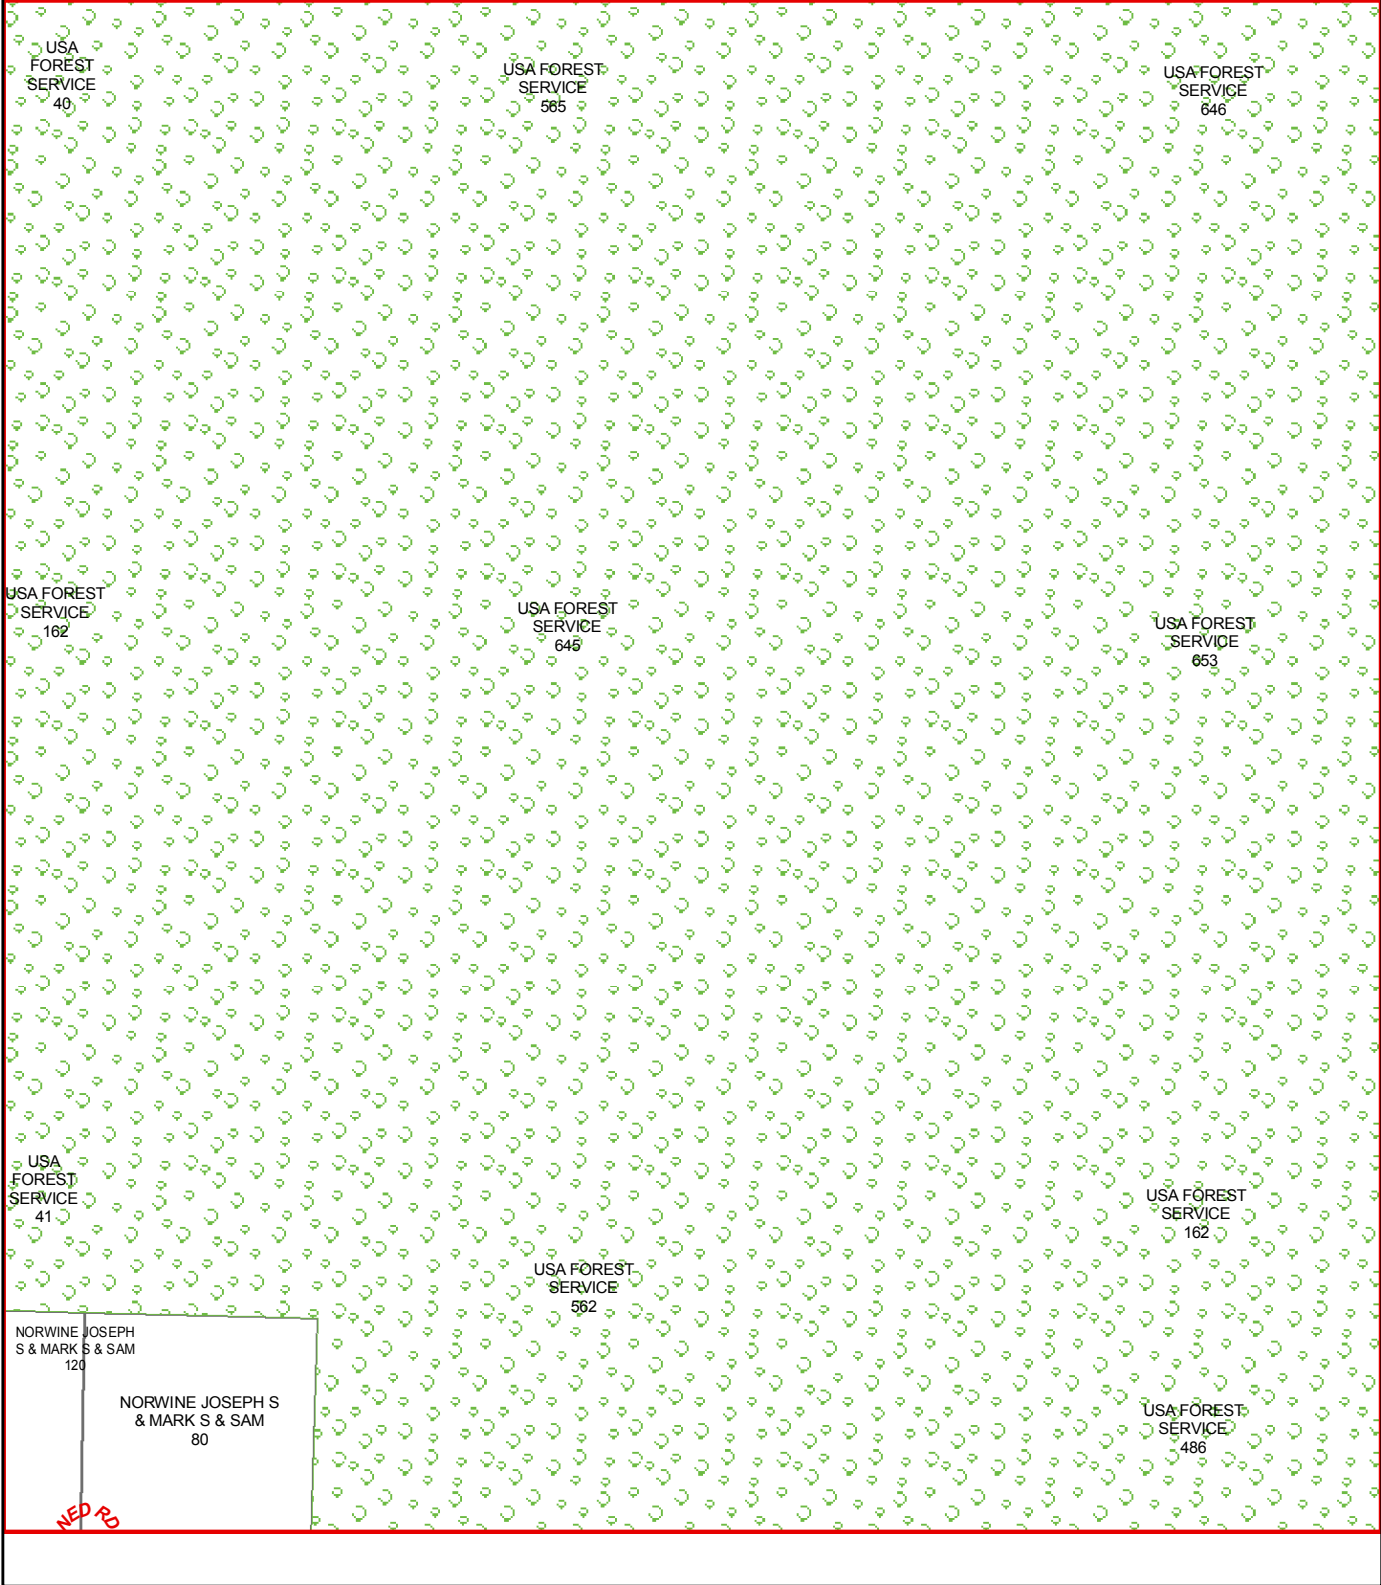 USA
FOREST
SERVICE
40
USA FOREST
SERVICE
565
USA FOREST
SERVICE
646
USA FOREST
SERVICE
162
USA FOREST
SERVICE
645
USA FOREST
SERVICE
653
USA
FOREST
SERVICE
41
USA FOREST
SERVICE
162
USA FOREST
SERVICE
562
NORWINE JOSEPH
S & MARK S & SAM
120
NORWINE JOSEPH S
& MARK S & SAM
80
USA FOREST
SERVICE
486
NED RD